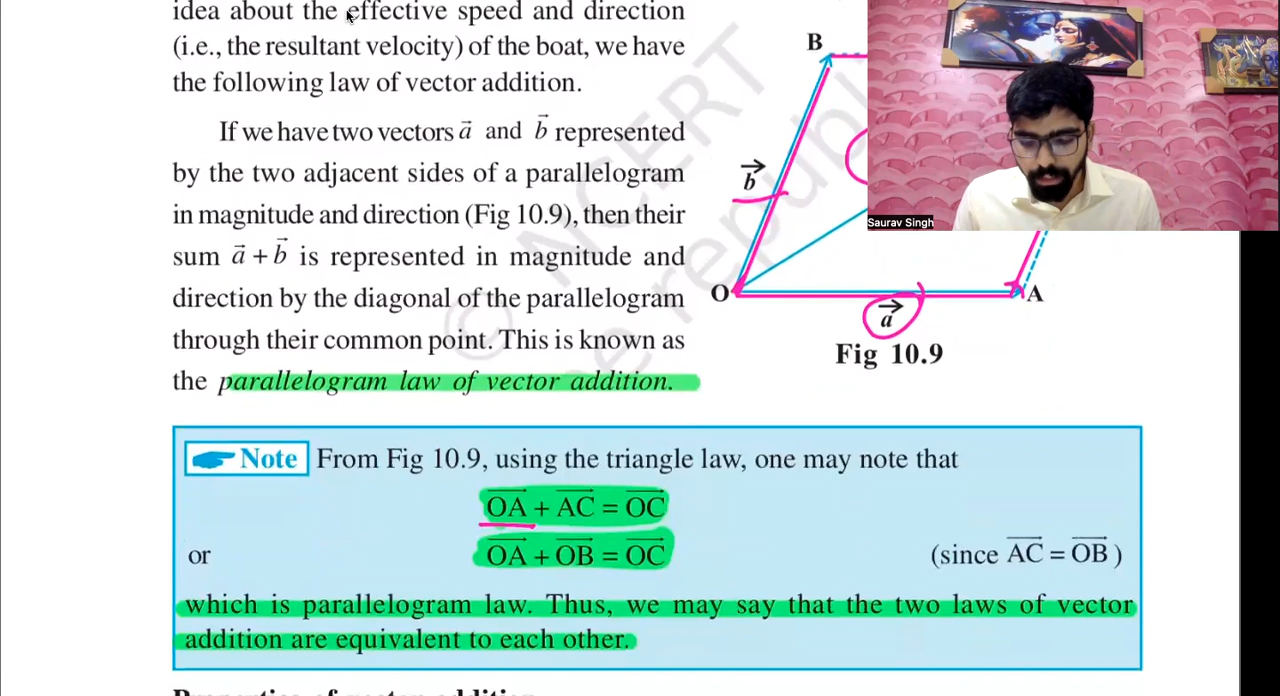 idea about the effective speed and direction
(i.e., the resultant velocity) of the boat, we have
the following law of vector addition.
If we have two vectors a⃗ and b⃗ represented
by the two adjacent sides of a parallelogram
in magnitude and direction (Fig 10.9), then their
sum a⃗ + b⃗ is represented in magnitude and
direction by the diagonal of the parallelogram
through their common point. This is known as
the parallelogram law of vector addition.
B
b⃗
O
A
a⃗
Fig 10.9
Saurav Singh
© NCERT
republ
Note From Fig 10.9, using the triangle law, one may note that
OA⃗ + AC⃗ = OC⃗
or OA⃗ + OB⃗ = OC⃗ (since AC⃗ = OB⃗)
which is parallelogram law. Thus, we may say that the two laws of vector
addition are equivalent to each other.
Properties of vector addition